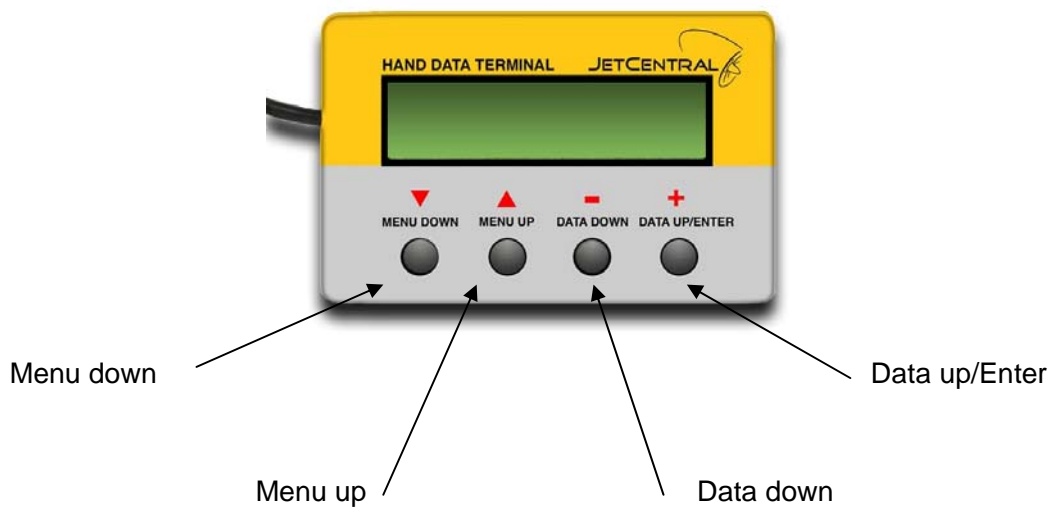 HAND DATA TERMINAL JETCENTRAL
MENU DOWN MENU UP DATA DOWN DATA UP/ENTER
Menu down
Data up/Enter
Menu up
Data down